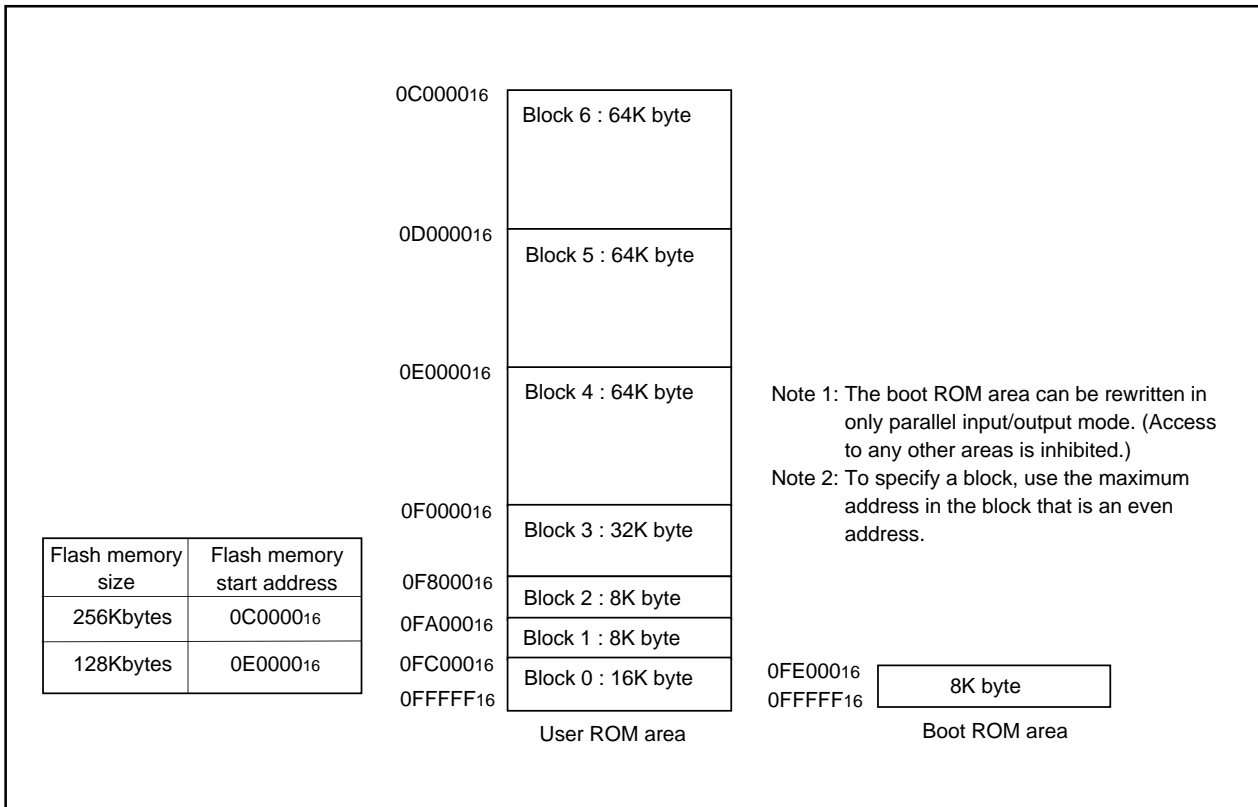 0C000016
Block 6 : 64K byte
0D000016
Block 5 : 64K byte
0E000016
Block 4 : 64K byte
0F000016
Block 3 : 32K byte
0F800016
Block 2 : 8K byte
0FA00016
Block 1 : 8K byte
0FC00016
Block 0 : 16K byte
0FFFFF16
User ROM area
Flash memory size
Flash memory start address
256Kbytes
0C000016
128Kbytes
0E000016
Note 1: The boot ROM area can be rewritten in
only parallel input/output mode. (Access
to any other areas is inhibited.)
Note 2: To specify a block, use the maximum
address in the block that is an even
address.
0FE00016
8K byte
0FFFFF16
Boot ROM area